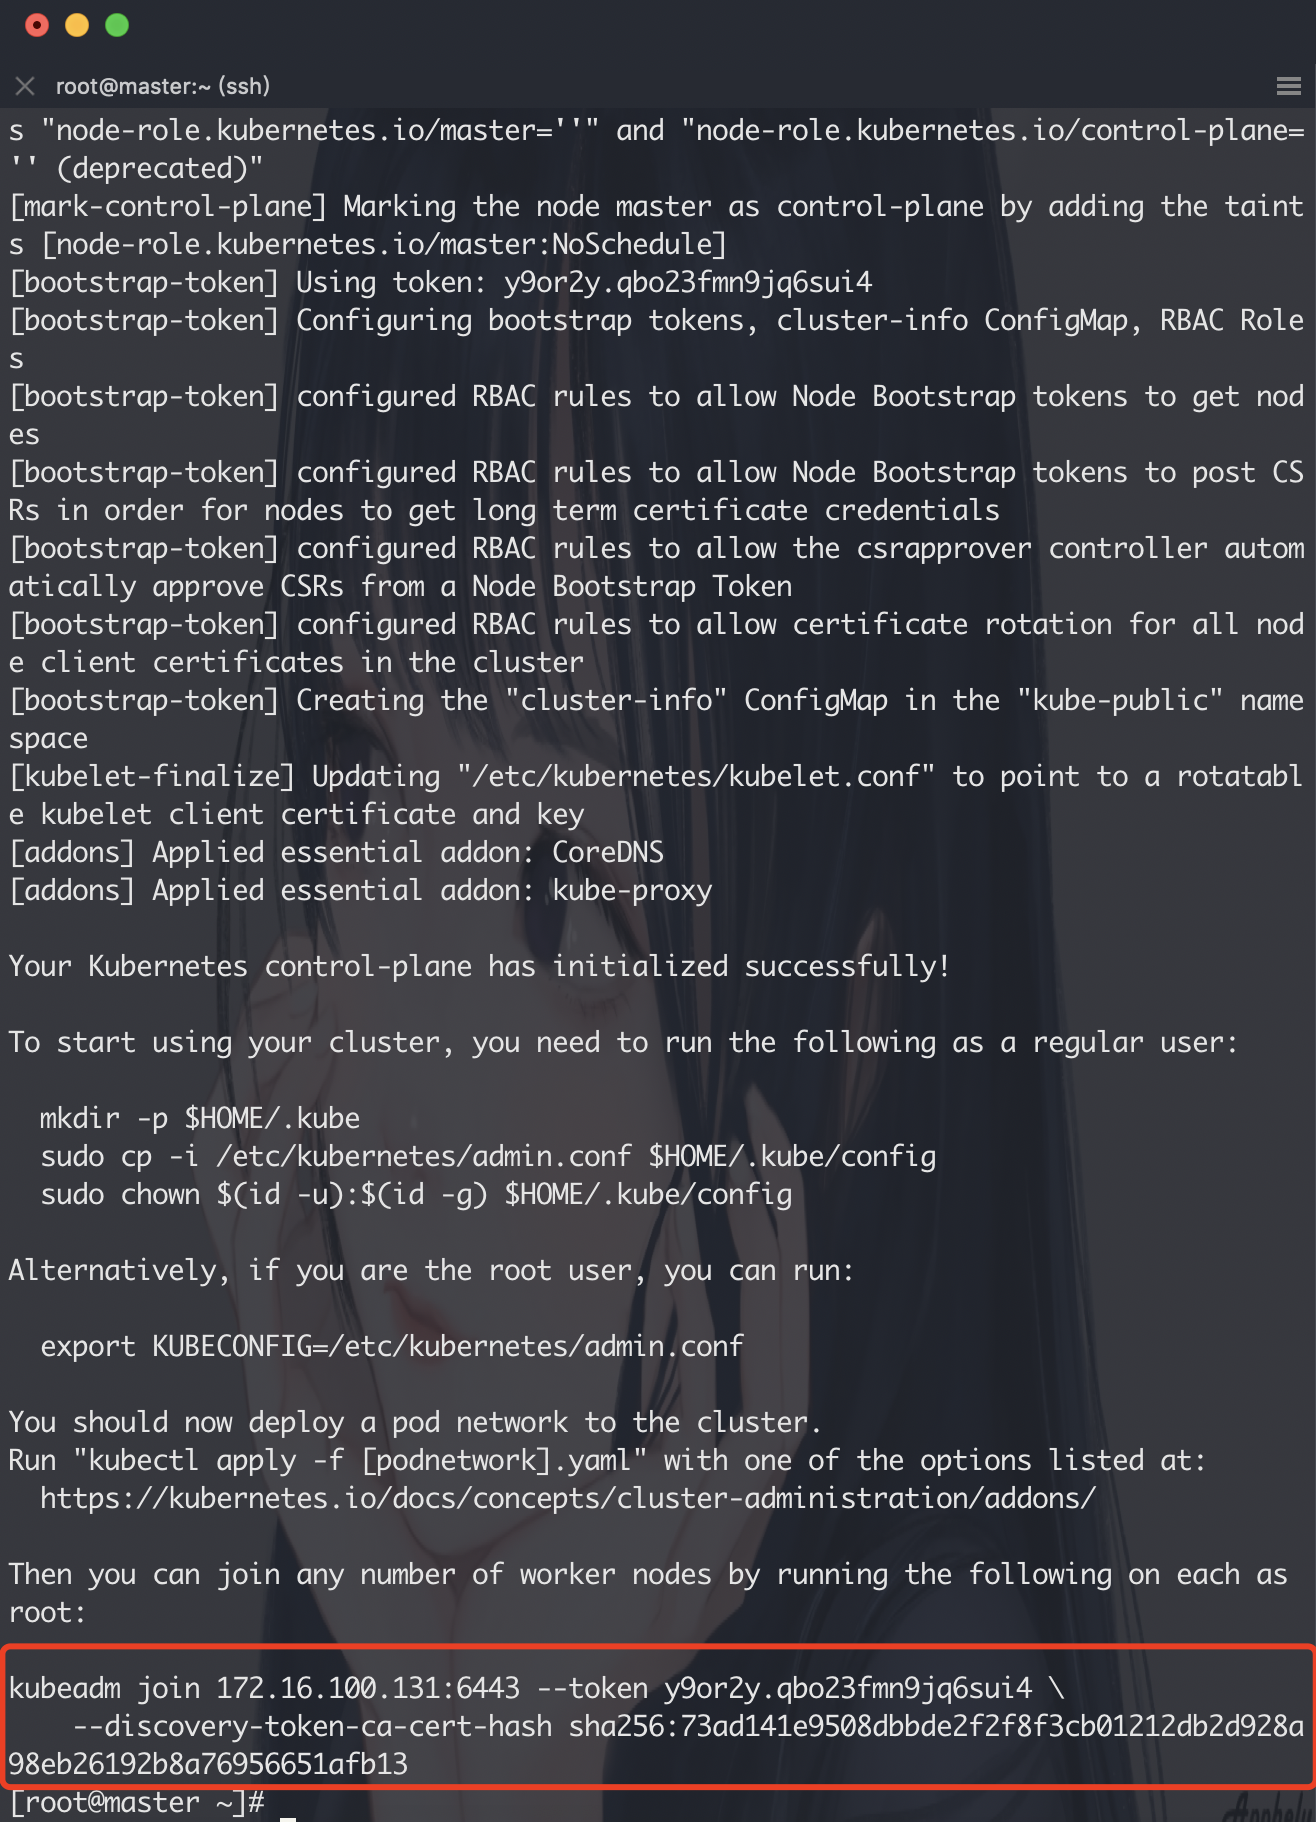 root@master:~ (ssh)
s "node-role.kubernetes.io/master=''" and "node-role.kubernetes.io/control-plane=
'' (deprecated)"
[mark-control-plane] Marking the node master as control-plane by adding the taint
s [node-role.kubernetes.io/master:NoSchedule]
[bootstrap-token] Using token: y9or2y.qbo23fmn9jq6sui4
[bootstrap-token] Configuring bootstrap tokens, cluster-info ConfigMap, RBAC Role
s
[bootstrap-token] configured RBAC rules to allow Node Bootstrap tokens to get nod
es
[bootstrap-token] configured RBAC rules to allow Node Bootstrap tokens to post CS
Rs in order for nodes to get long term certificate credentials
[bootstrap-token] configured RBAC rules to allow the csrapprover controller autom
atically approve CSRs from a Node Bootstrap Token
[bootstrap-token] configured RBAC rules to allow certificate rotation for all nod
e client certificates in the cluster
[bootstrap-token] Creating the "cluster-info" ConfigMap in the "kube-public" name
space
[kubelet-finalize] Updating "/etc/kubernetes/kubelet.conf" to point to a rotatabl
e kubelet client certificate and key
[addons] Applied essential addon: CoreDNS
[addons] Applied essential addon: kube-proxy
Your Kubernetes control-plane has initialized successfully!
To start using your cluster, you need to run the following as a regular user:
mkdir -p $HOME/.kube
sudo cp -i /etc/kubernetes/admin.conf $HOME/.kube/config
sudo chown $(id -u):$(id -g) $HOME/.kube/config
Alternatively, if you are the root user, you can run:
export KUBECONFIG=/etc/kubernetes/admin.conf
You should now deploy a pod network to the cluster.
Run "kubectl apply -f [podnetwork].yaml" with one of the options listed at:
https://kubernetes.io/docs/concepts/cluster-administration/addons/
Then you can join any number of worker nodes by running the following on each as
root:
kubeadm join 172.16.100.131:6443 --token y9or2y.qbo23fmn9jq6sui4 \
--discovery-token-ca-cert-hash sha256:73ad141e9508dbbde2f2f8f3cb01212db2d928a
98eb26192b8a76956651afb13
[root@master ~]#